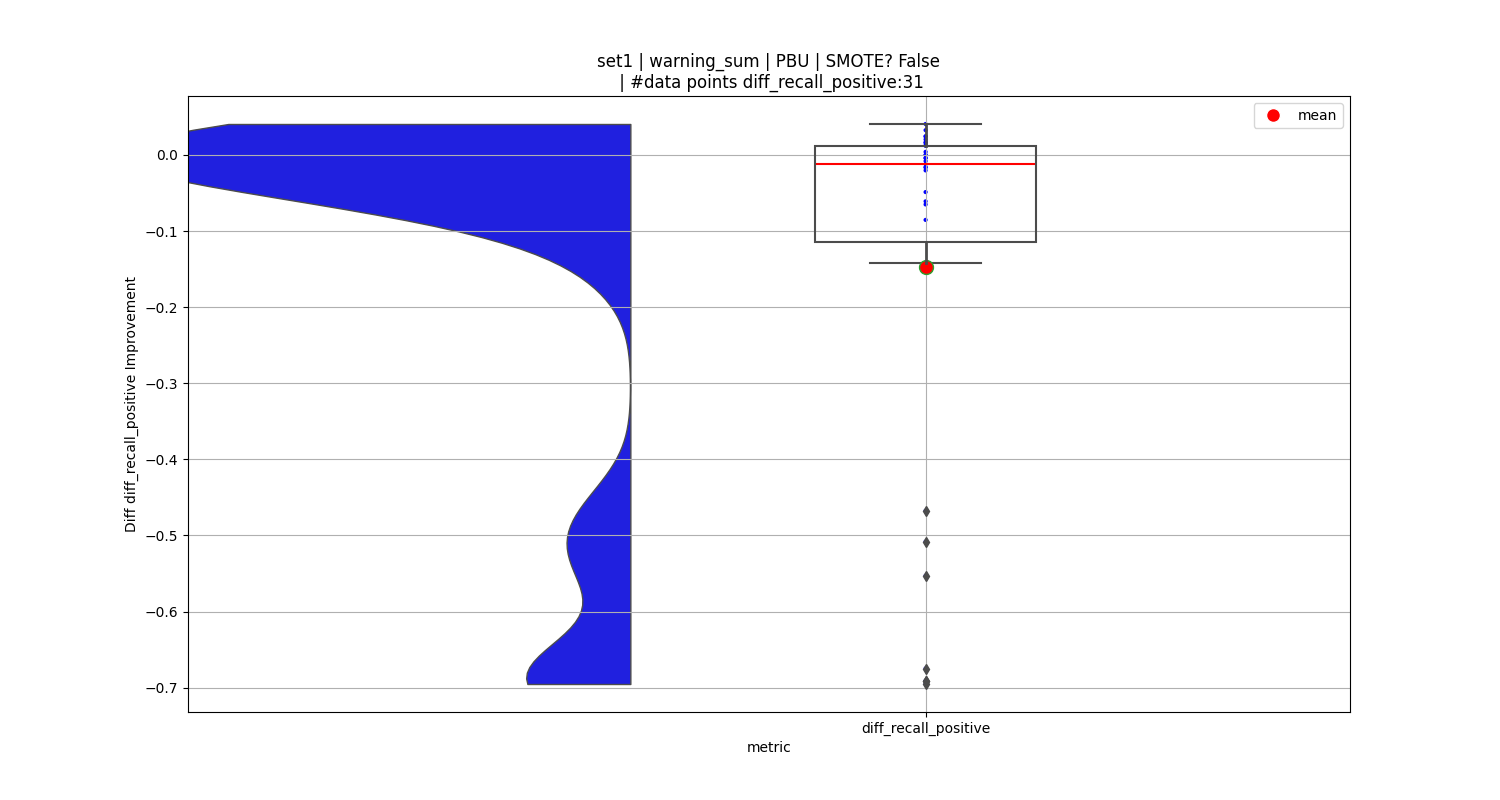 set1 | warning_sum | PBU | SMOTE? False
| #data points diff_recall_positive:31
mean
0.0
−0.1
−0.2
−0.3
−0.4
−0.5
−0.6
−0.7
Diff diff_recall_positive Improvement
diff_recall_positive
metric